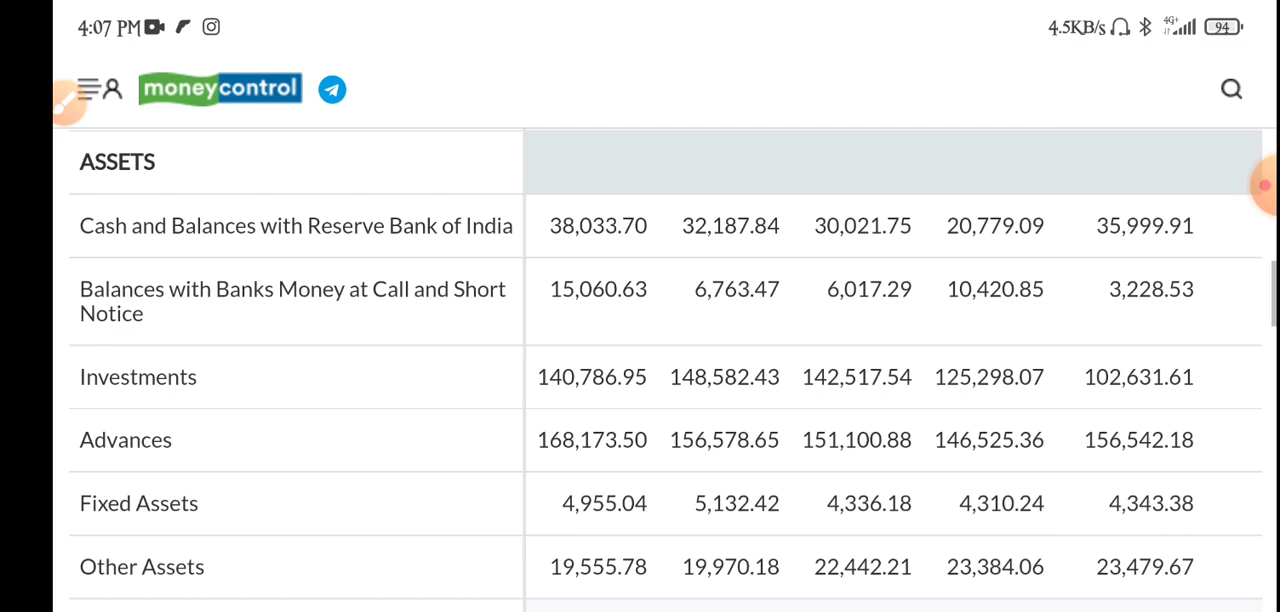 4:07 PM 4.5KB/s 4G+ 94
moneycontrol
ASSETS
Cash and Balances with Reserve Bank of India 38,033.70 32,187.84 30,021.75 20,779.09 35,999.91
Balances with Banks Money at Call and Short 15,060.63 6,763.47 6,017.29 10,420.85 3,228.53
Notice
Investments 140,786.95 148,582.43 142,517.54 125,298.07 102,631.61
Advances 168,173.50 156,578.65 151,100.88 146,525.36 156,542.18
Fixed Assets 4,955.04 5,132.42 4,336.18 4,310.24 4,343.38
Other Assets 19,555.78 19,970.18 22,442.21 23,384.06 23,479.67